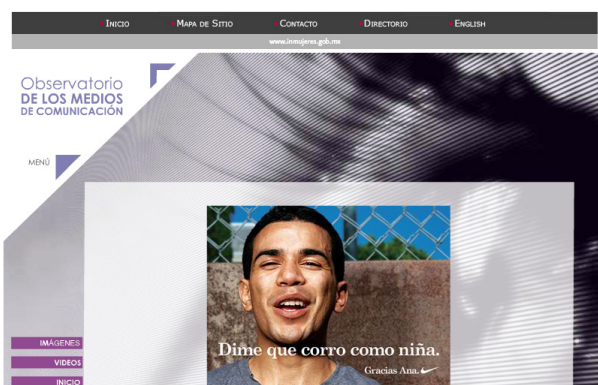 Inicio
Mapa de Sitio
Contacto
Directorio
English
www.inmujeres.gob.mx
Observatorio
DE LOS MEDIOS
DE COMUNICACIÓN
MENÚ
Dime que corro como niña.
Gracias Ana.
IMÁGENES
VIDEOS
INICIO